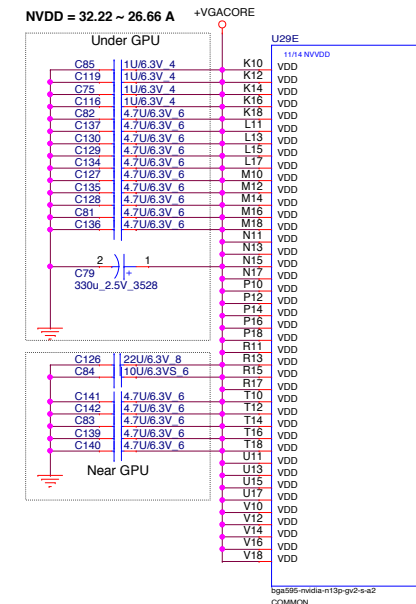 NVDD = 32.22 ~ 26.66 A
+VGACORE
Under GPU
U29E
11/14 NVVDD
C85 1U/6.3V_4 K10 VDD
C119 1U/6.3V_4 K12 VDD
C75 1U/6.3V_4 K14 VDD
C116 1U/6.3V_4 K16 VDD
C82 4.7U/6.3V_6 K18 VDD
C137 4.7U/6.3V_6 L11 VDD
C130 4.7U/6.3V_6 L13 VDD
C129 4.7U/6.3V_6 L15 VDD
C134 4.7U/6.3V_6 L17 VDD
C127 4.7U/6.3V_6 M10 VDD
C135 4.7U/6.3V_6 M12 VDD
C128 4.7U/6.3V_6 M14 VDD
C81 4.7U/6.3V_6 M16 VDD
C136 4.7U/6.3V_6 M18 VDD
N11 VDD
N13 VDD
2 1 N15 VDD
C79 + N17 VDD
330u_2.5V_3528 P10 VDD
P12 VDD
P14 VDD
P16 VDD
P18 VDD
R11 VDD
C126 22U/6.3V_8 R13 VDD
C84 10U/6.3VS_6 R15 VDD
R17 VDD
C141 4.7U/6.3V_6 T10 VDD
C142 4.7U/6.3V_6 T12 VDD
C83 4.7U/6.3V_6 T14 VDD
C139 4.7U/6.3V_6 T16 VDD
C140 4.7U/6.3V_6 T18 VDD
U11 VDD
Near GPU U13 VDD
U15 VDD
U17 VDD
V10 VDD
V12 VDD
V14 VDD
V16 VDD
V18 VDD
bga595-nvidia-n13p-gv2-s-a2
COMMON